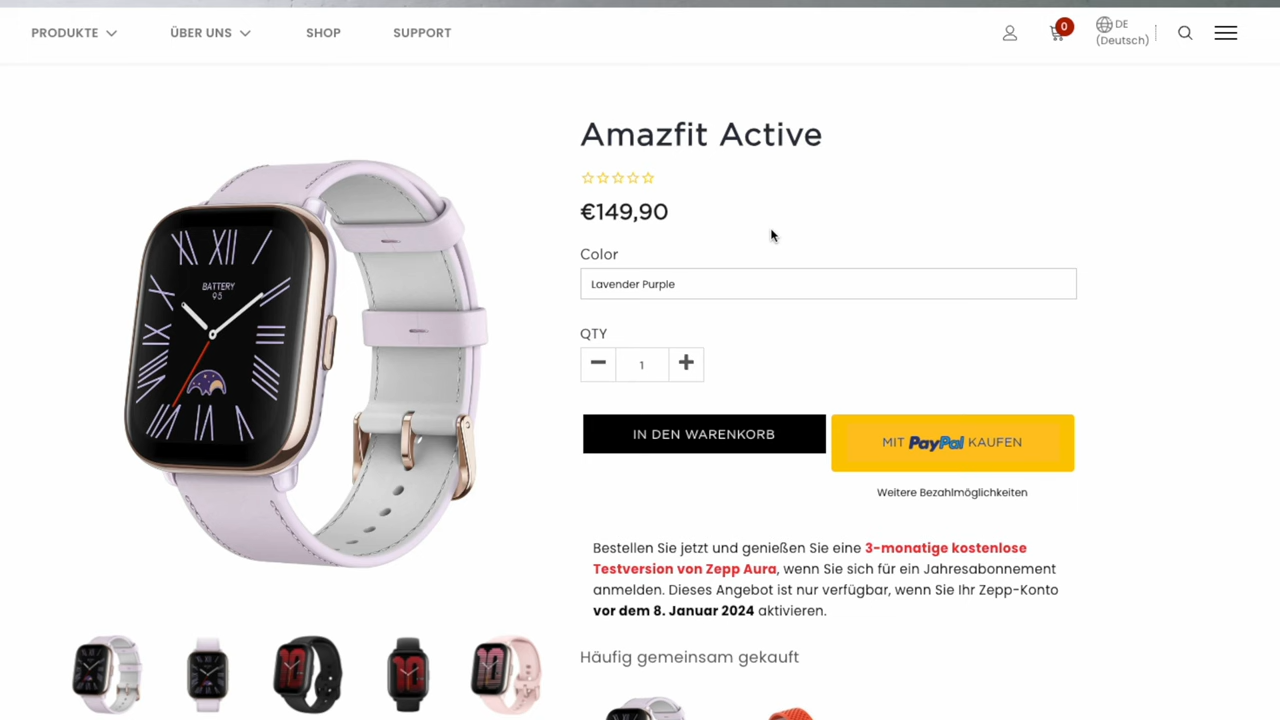 PRODUKTE
ÜBER UNS
SHOP
SUPPORT
0
DE
(Deutsch)
Amazfit Active
€149,90
Color
Lavender Purple
QTY
1
IN DEN WARENKORB
MIT PayPal KAUFEN
Weitere Bezahlmöglichkeiten
Bestellen Sie jetzt und genießen Sie eine 3-monatige kostenlose
Testversion von Zepp Aura, wenn Sie sich für ein Jahresabonnement
anmelden. Dieses Angebot ist nur verfügbar, wenn Sie Ihr Zepp-Konto
vor dem 8. Januar 2024 aktivieren.
Häufig gemeinsam gekauft
BATTERY
95